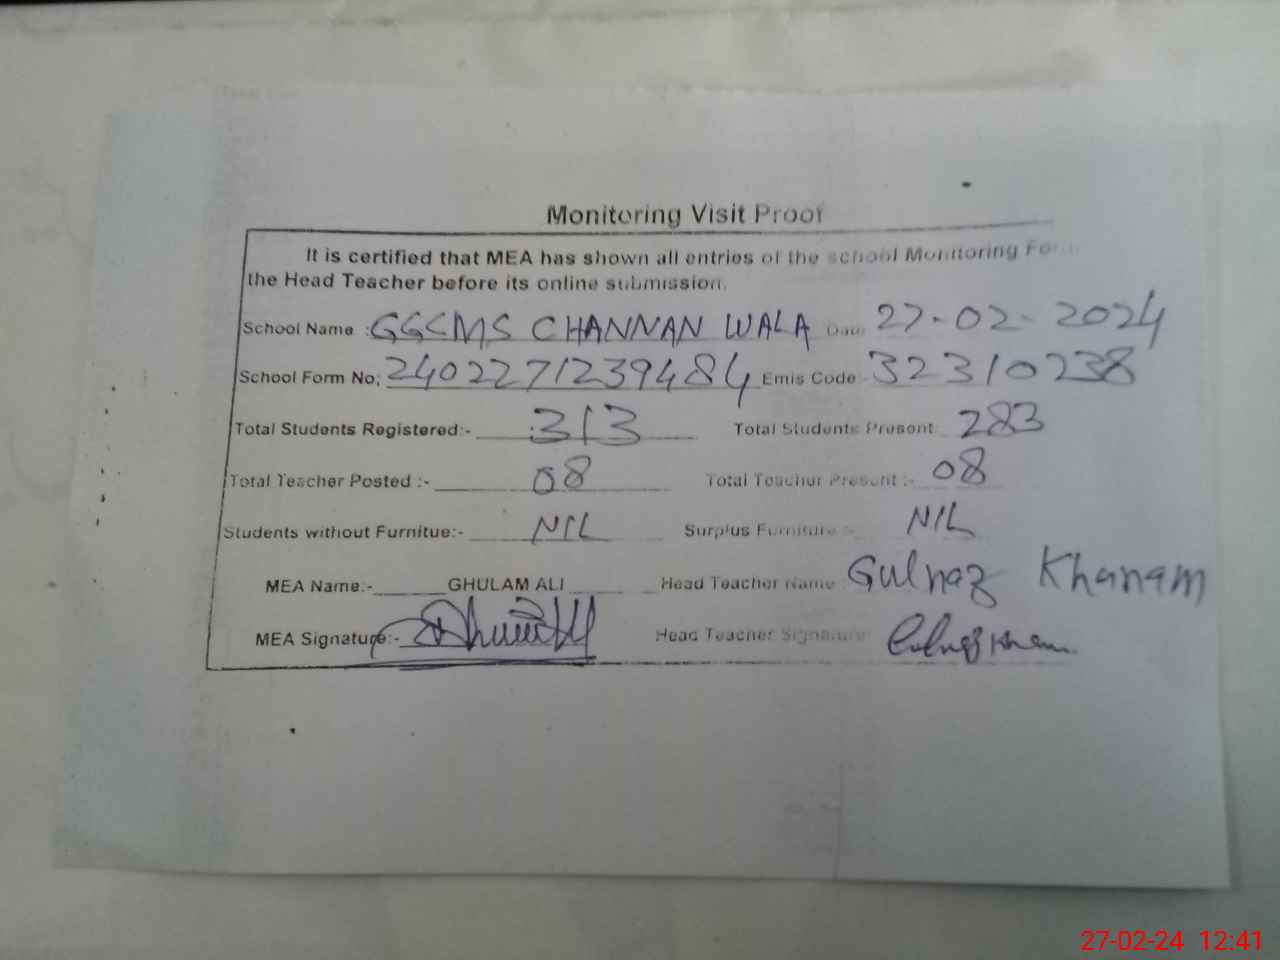 Monitoring Visit Proof
It is certified that MEA has shown all entries of the school Monitoring Form
the Head Teacher before its online submission.
School Name :GGCMS CHANNAN WALA Date 27-02-2024
School Form No; 2402271239484 Emis Code:- 32310238
Total Students Registered:- 313 Total Students Present: 283
Total Teacher Posted :- 08 Total Teacher Present :- 08
Students without Furnitue:- NIL Surplus Furniture :- NIL
MEA Name:- GHULAM ALI Head Teacher Name Gulnaz Khanam
MEA Signature:- Head Teacher Signature:
27-02-24 12:41